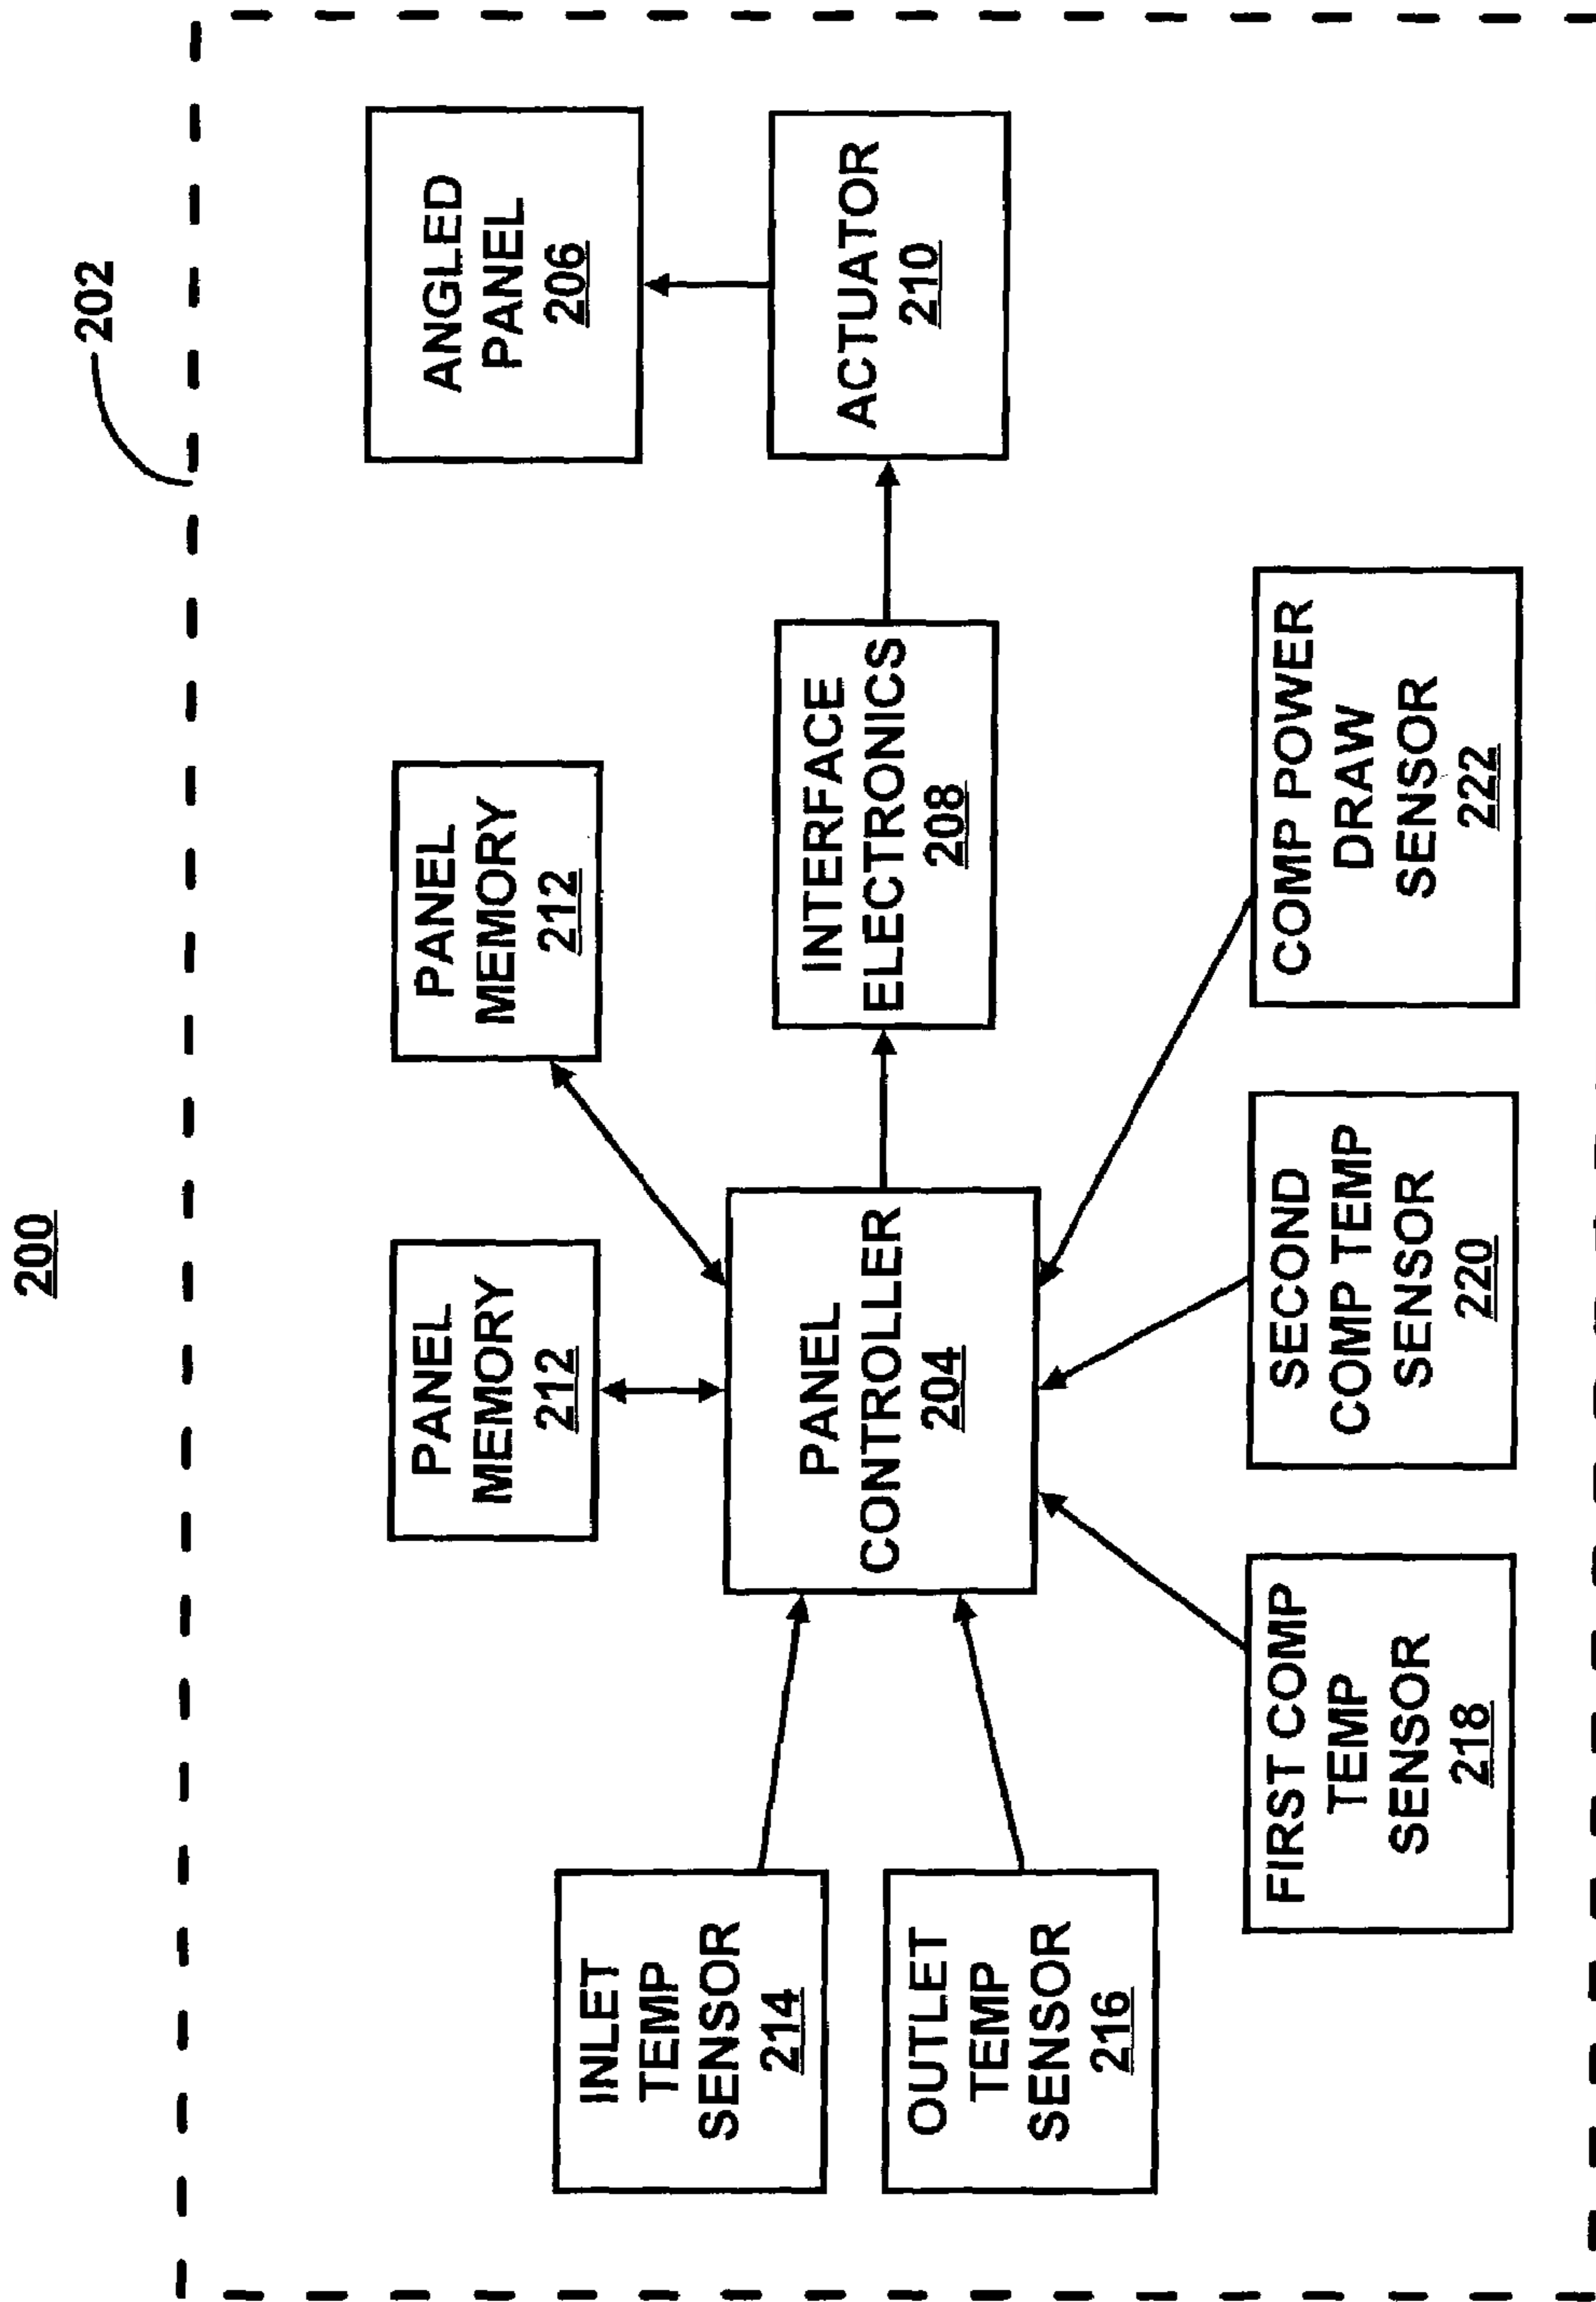 200
202
PANEL
MEMORY
212
PANEL
MEMORY
212
ANGLED
PANEL
206
INLET
TEMP
SENSOR
214
OUTLET
TEMP
SENSOR
216
PANEL
CONTROLLER
204
INTERFACE
ELECTRONICS
208
ACTUATOR
210
FIRST COMP
TEMP
SENSOR
218
SECOND
COMP TEMP
SENSOR
220
COMP POWER
DRAW
SENSOR
222